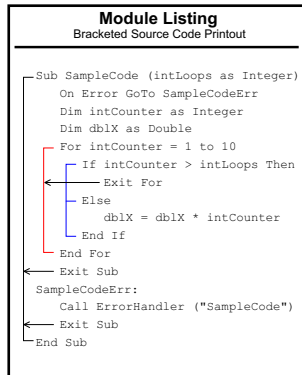 Module Listing
Bracketed Source Code Printout
Sub SampleCode (intLoops as Integer)
On Error GoTo SampleCodeErr
Dim intCounter as Integer
Dim dblX as Double
For intCounter = 1 to 10
If intCounter > intLoops Then
Exit For
Else
dblX = dblX * intCounter
End If
End For
Exit Sub
SampleCodeErr:
Call ErrorHandler ("SampleCode")
Exit Sub
End Sub